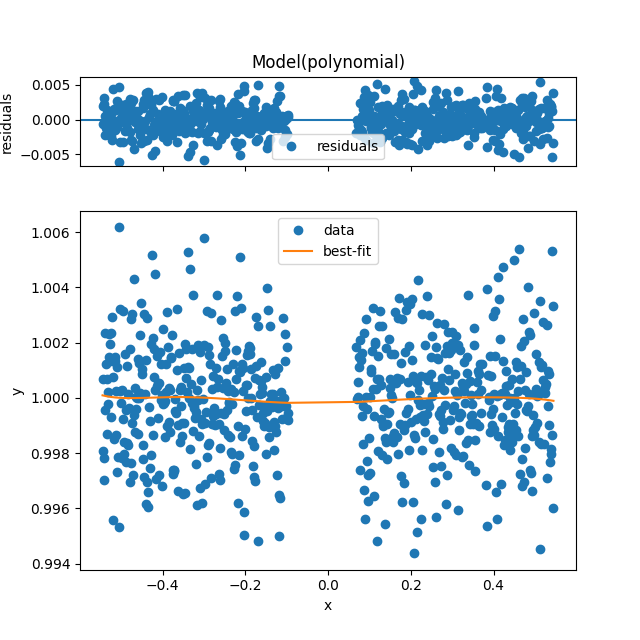 Model(polynomial)
0.005
0.000
−0.005
residuals
residuals
1.006
1.004
1.002
1.000
0.998
0.996
0.994
y
data
best-fit
−0.4
−0.2
0.0
0.2
0.4
x